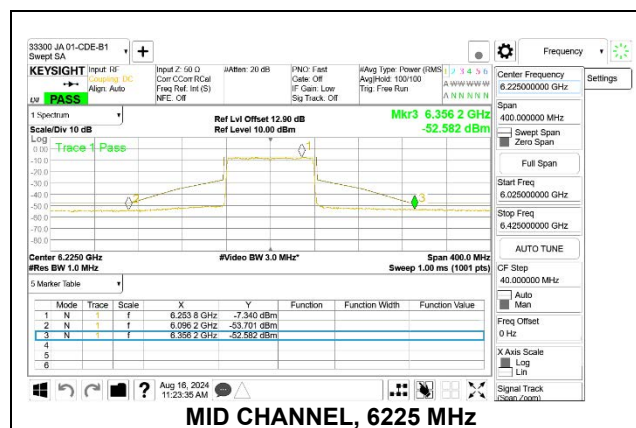 33300 JA 01-CDE-B1
Swept SA
Frequency
KEYSIGHT
Input: RF
Coupling: DC
Align: Auto
Input Z: 50 Ω
Corr CCorr RCal
Freq Ref: Int (S)
NFE: Off
#Atten: 20 dB
PNO: Fast
Gate: Off
IF Gain: Low
Sig Track: Off
#Avg Type: Power (RMS
Avg|Hold: 100/100
Trig: Free Run
1 2 3 4 5 6
A W W W W W
A N N N N N
LXI
PASS
1 Spectrum
Scale/Div 10 dB
Ref Lvl Offset 12.90 dB
Ref Level 10.00 dBm
Mkr3 6.356 2 GHz
-52.582 dBm
Log
Trace 1 Pass
0.00
-10.0
-20.0
-30.0
-40.0
-50.0
-60.0
-70.0
-80.0
1
2
3
Center 6.2250 GHz
#Video BW 3.0 MHz*
Span 400.0 MHz
#Res BW 1.0 MHz
Sweep 1.00 ms (1001 pts)
5 Marker Table
Mode Trace Scale X Y Function Function Width Function Value
1 N 1 f 6.253 8 GHz -7.340 dBm
2 N 1 f 6.096 2 GHz -53.701 dBm
3 N 1 f 6.356 2 GHz -52.582 dBm
4
5
6
Aug 16, 2024
11:23:35 AM
Center Frequency
6.225000000 GHz
Settings
Span
400.000000 MHz
Swept Span
Zero Span
Full Span
Start Freq
6.025000000 GHz
Stop Freq
6.425000000 GHz
AUTO TUNE
CF Step
40.000000 MHz
Auto
Man
Freq Offset
0 Hz
X Axis Scale
Log
Lin
Signal Track
(Span Zoom)
MID CHANNEL, 6225 MHz